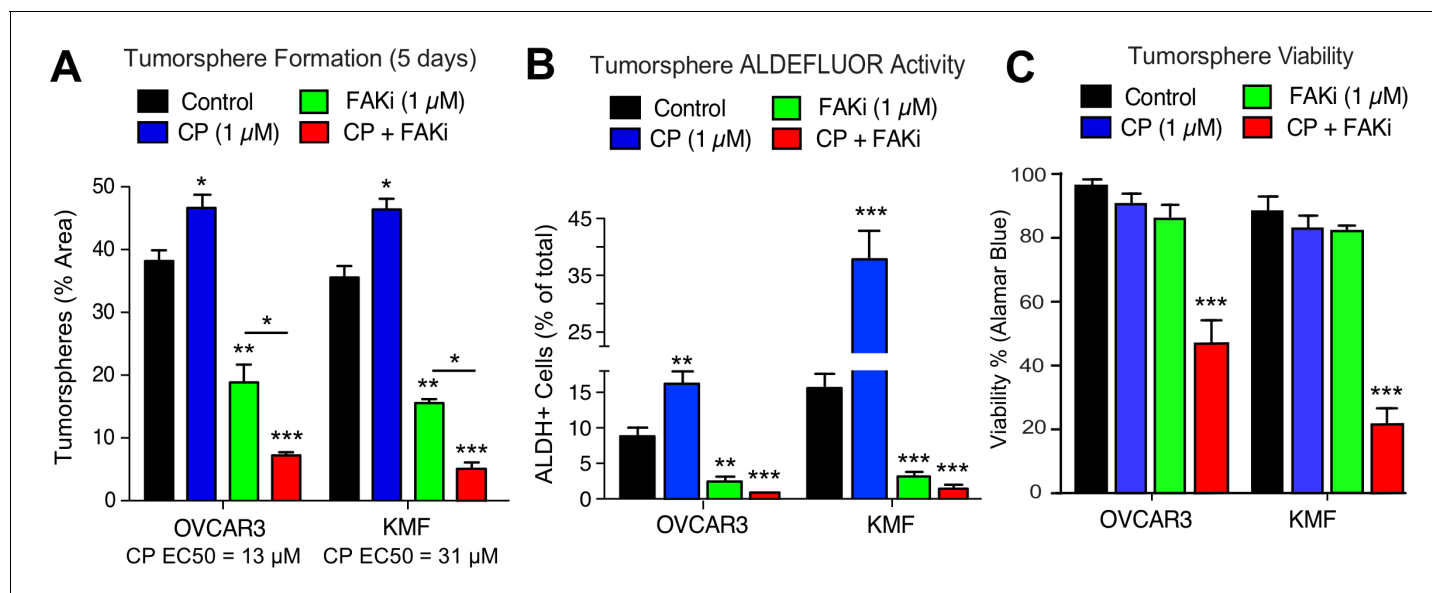 A
Tumorsphere Formation (5 days)
Control
FAKi (1 µM)
CP (1 µM)
CP + FAKi
Tumorspheres (% Area)
50
40
30
20
10
0
*
**
*
***
*
**
*
***
OVCAR3
KMF
CP EC50 = 13 µM
CP EC50 = 31 µM
B
Tumorsphere ALDEFLUOR Activity
Control
FAKi (1 µM)
CP (1 µM)
CP + FAKi
ALDH+ Cells (% of total)
45
35
25
15
10
5
0
**
**
***
***
***
***
OVCAR3
KMF
C
Tumorsphere Viability
Control
FAKi (1 µM)
CP (1 µM)
CP + FAKi
Viability % (Alamar Blue)
100
80
60
40
20
0
***
***
OVCAR3
KMF